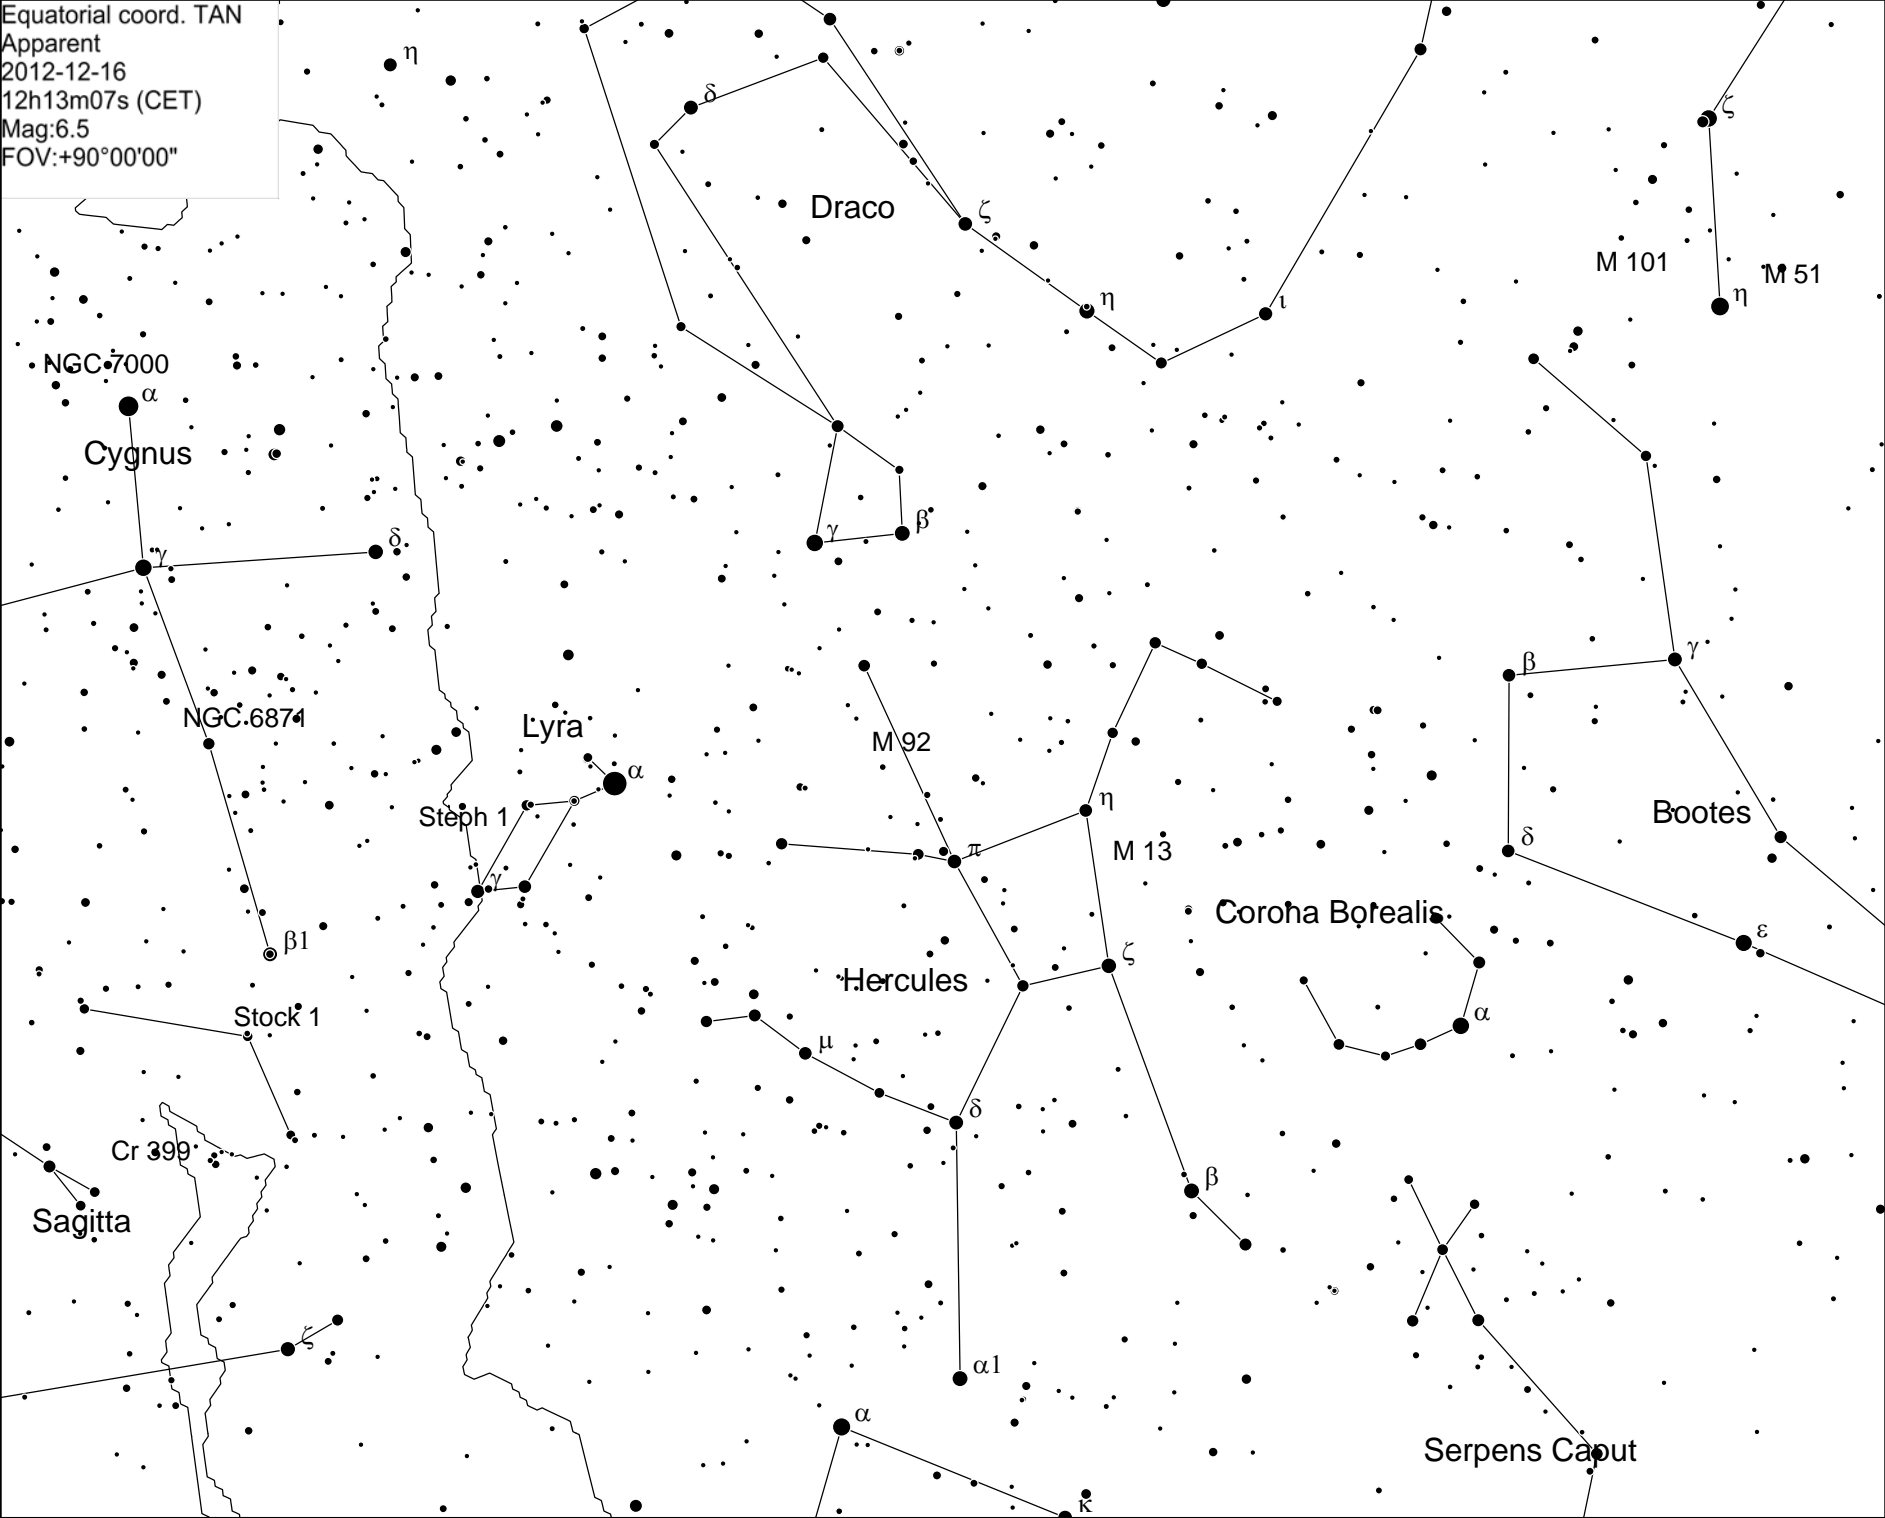 Equatorial coord. TAN
Apparent
2012-12-16
12h13m07s (CET)
Mag:6.5
FOV:+90°00'00"
η
δ
ζ
Draco
ζ
M 101
M 51
η
η
ι
NGC 7000
α
Cygnus
γ
δ
γ
β
β
γ
NGC 6871
Lyra
M 92
α
Steph 1
η
Bootes
π
M 13
δ
γ
Corona Borealis
ε
β1
Hercules
ζ
Stock 1
α
μ
δ
Cr 399
β
Sagitta
ζ
α1
α
Serpens Caput
κ